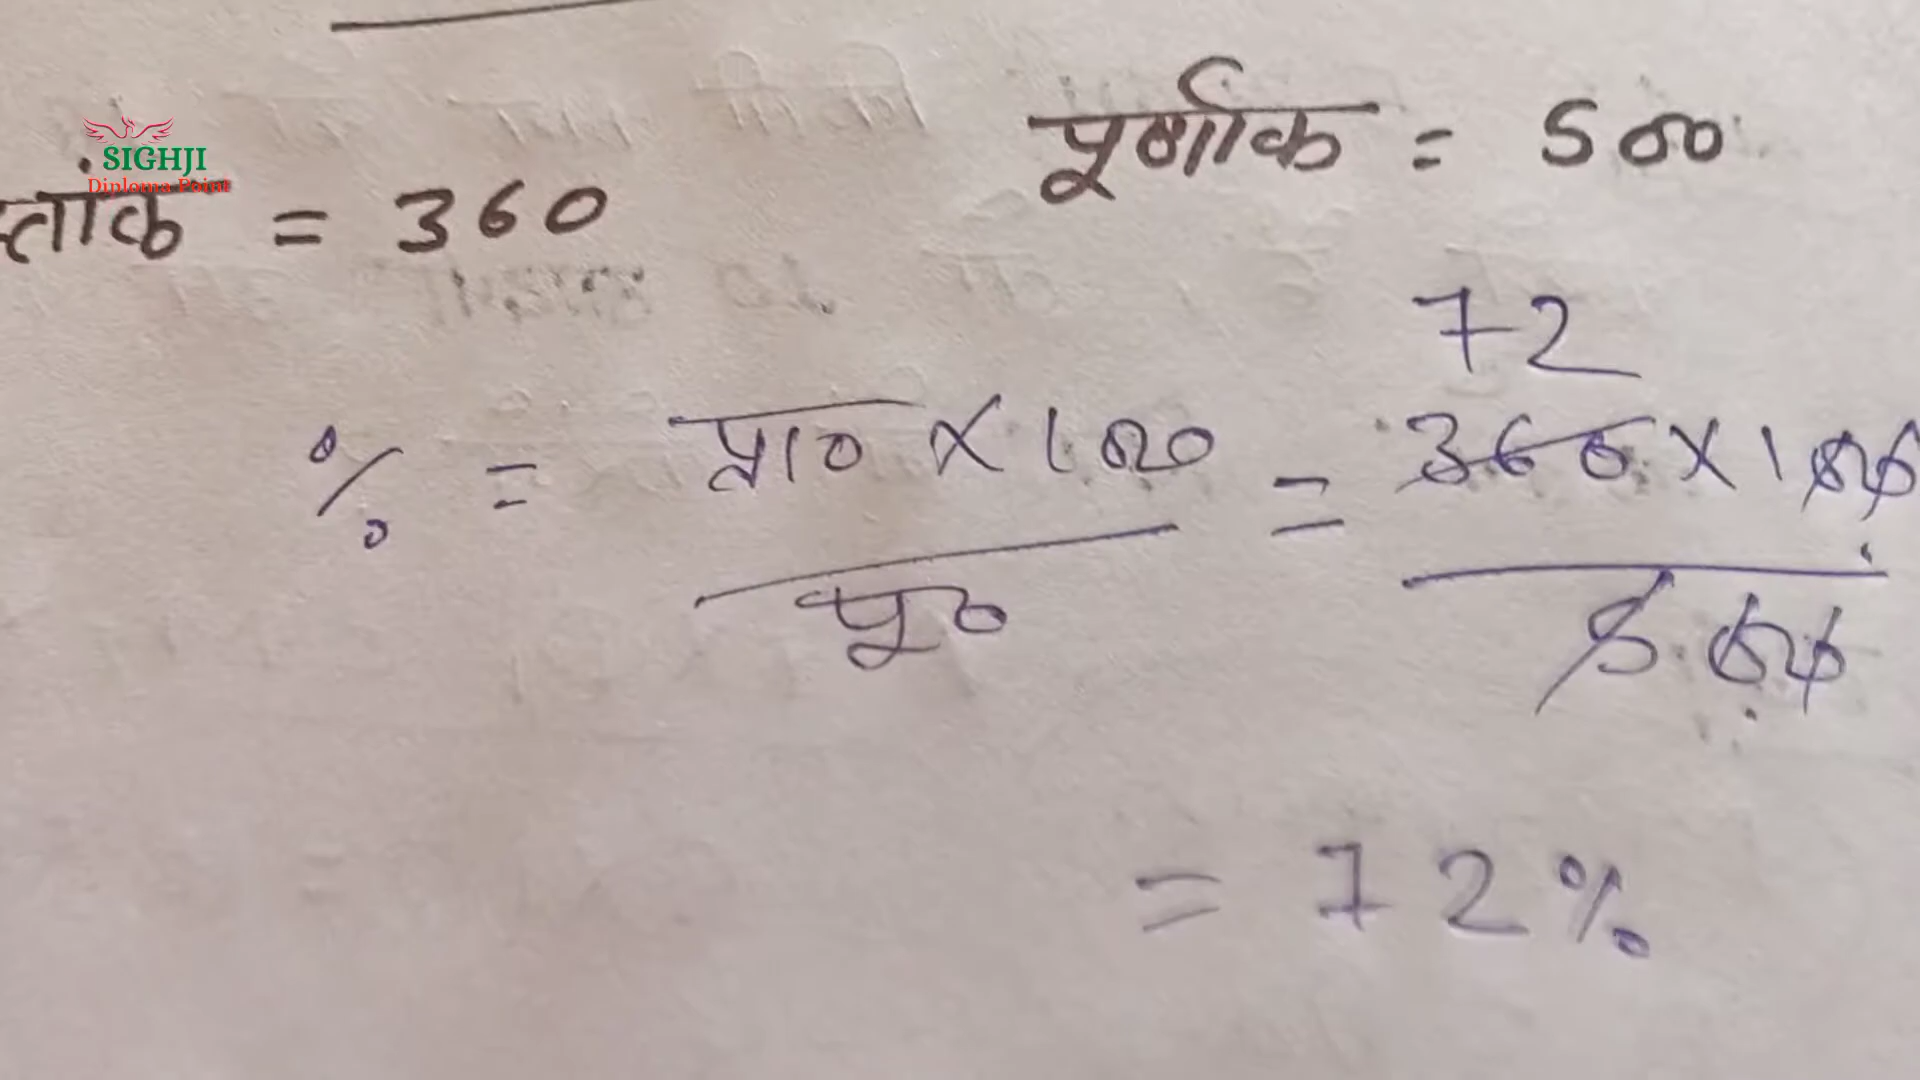 SIGHJI
Diploma Point
पूर्णांक = 500
प्तांक = 360
72
% = प्रा० × 100 / पू० = 360 × 100 / 500
= 72%